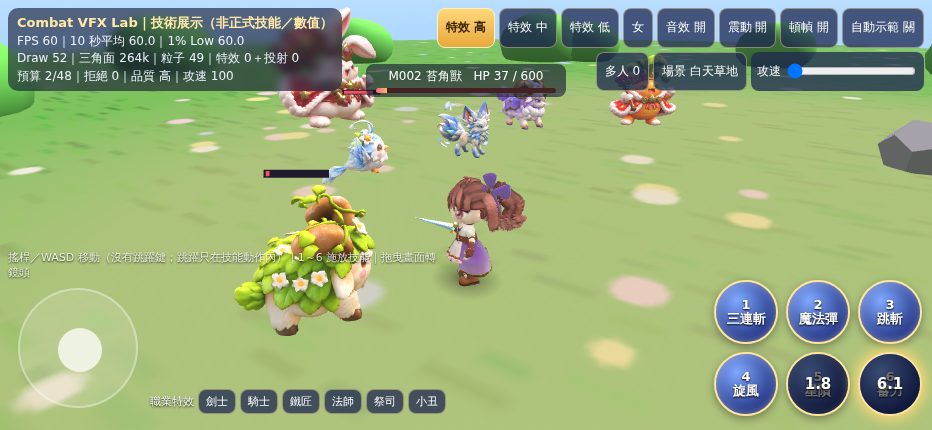 Combat VFX Lab｜技術展示（非正式技能／數值）
FPS 60｜10 秒平均 60.0｜1% Low 60.0
Draw 52｜三角面 264k｜粒子 49｜特效 0＋投射 0
預算 2/48｜拒絕 0｜品質 高｜攻速 100
特效 高
特效 中
特效 低
女
音效 開
震動 開
頓幀 開
自動示範 關
M002 苔角獸 HP 37 / 600
多人 0
場景 白天草地
攻速
搖桿／WASD 移動（沒有跳躍鍵；跳躍只在技能動作內）｜1～6 施放技能｜拖曳畫面轉
鏡頭
1
三連斬
2
魔法彈
3
跳斬
4
旋風
5
星隕
1.8
6
蓄力
6.1
職業特效
劍士
騎士
鐵匠
法師
祭司
小丑